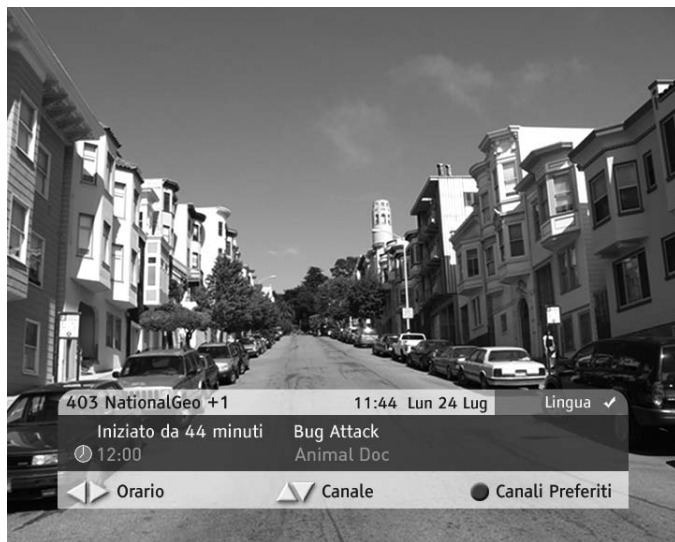 403 NationalGeo +1 11:44 Lun 24 Lug Lingua ✓
Iniziato da 44 minuti Bug Attack
12:00 Animal Doc
Orario Canale Canali Preferiti